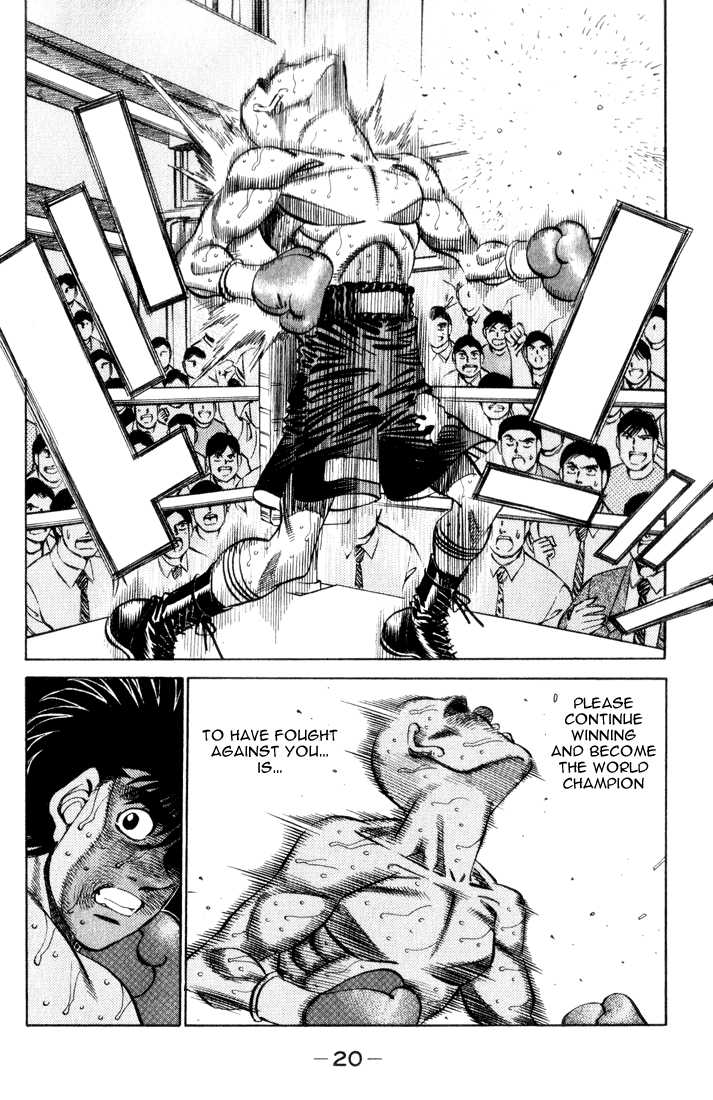 PLEASE
CONTINUE
WINNING
AND BECOME
THE WORLD
CHAMPION
TO HAVE FOUGHT
AGAINST YOU...
IS...
-20-